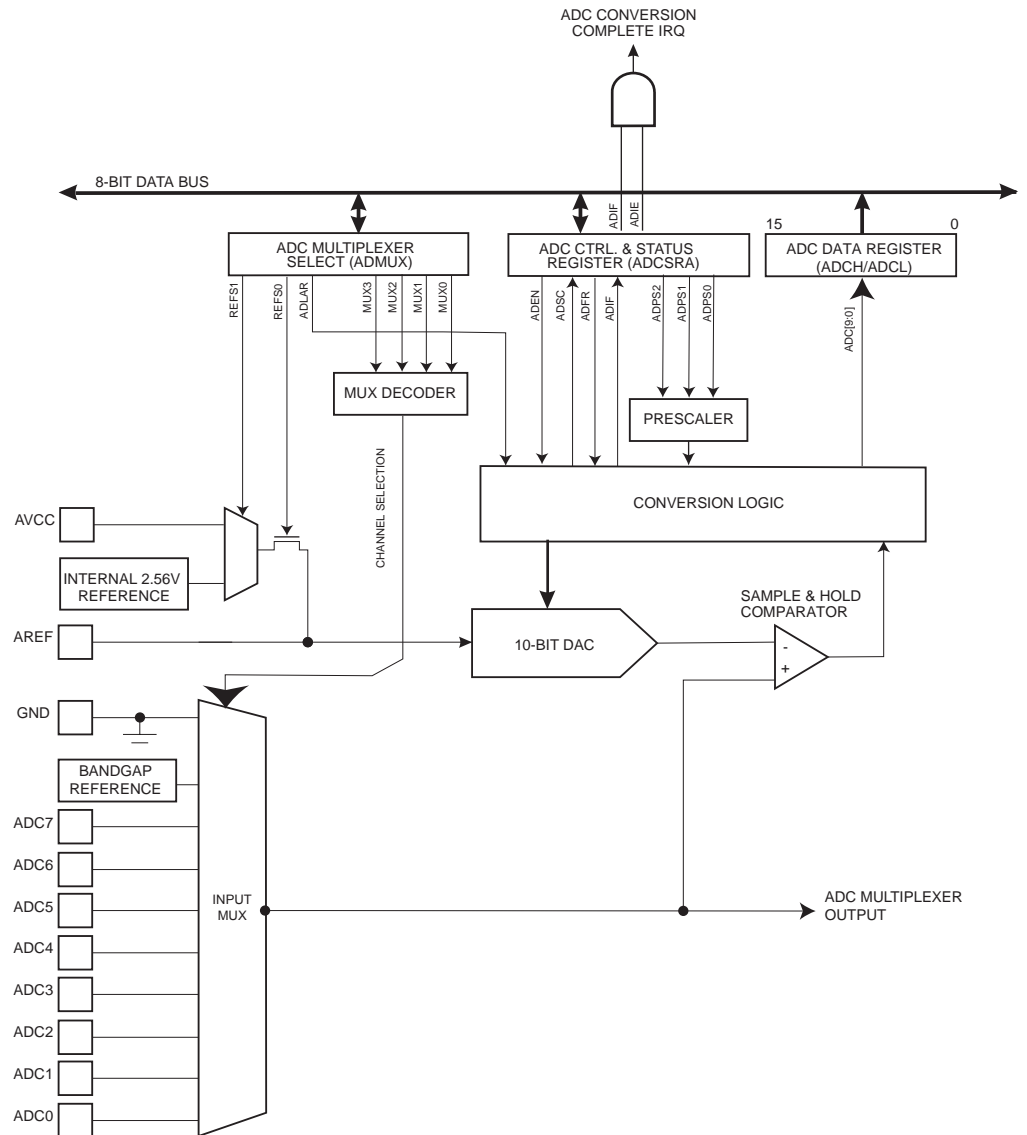 ADC CONVERSION
COMPLETE IRQ
8-BIT DATA BUS
ADIF
ADIE
15
0
ADC MULTIPLEXER
SELECT (ADMUX)
ADC CTRL. & STATUS
REGISTER (ADCSRA)
ADC DATA REGISTER
(ADCH/ADCL)
REFS1
REFS0
ADLAR
MUX3
MUX2
MUX1
MUX0
ADEN
ADSC
ADFR
ADIF
ADPS2
ADPS1
ADPS0
ADC[9:0]
MUX DECODER
PRESCALER
CHANNEL SELECTION
CONVERSION LOGIC
AVCC
INTERNAL 2.56V
REFERENCE
SAMPLE & HOLD
COMPARATOR
AREF
10-BIT DAC
-
+
GND
BANDGAP
REFERENCE
ADC7
ADC6
ADC5
INPUT
MUX
ADC MULTIPLEXER
OUTPUT
ADC4
ADC3
ADC2
ADC1
ADC0